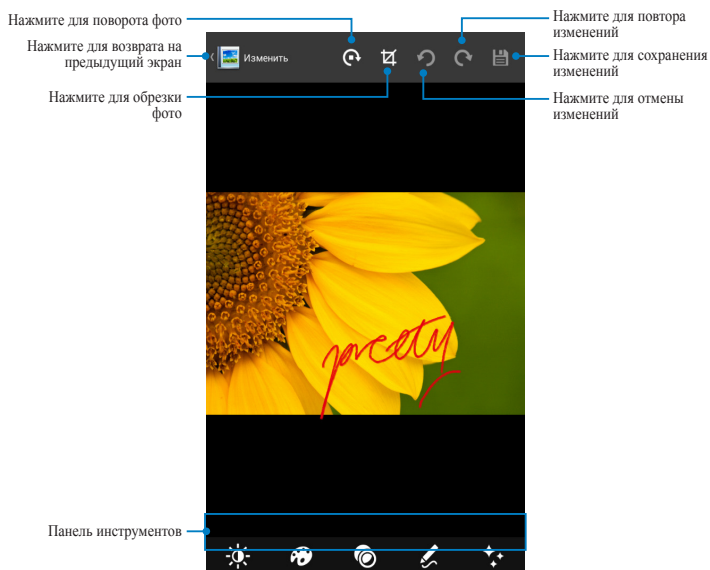 Нажмите для поворота фото
Нажмите для возврата на
предыдущий экран
Нажмите для обрезки
фото
Нажмите для повтора
изменений
Нажмите для сохранения
изменений
Нажмите для отмены
изменений
Изменить
preety
Панель инструментов